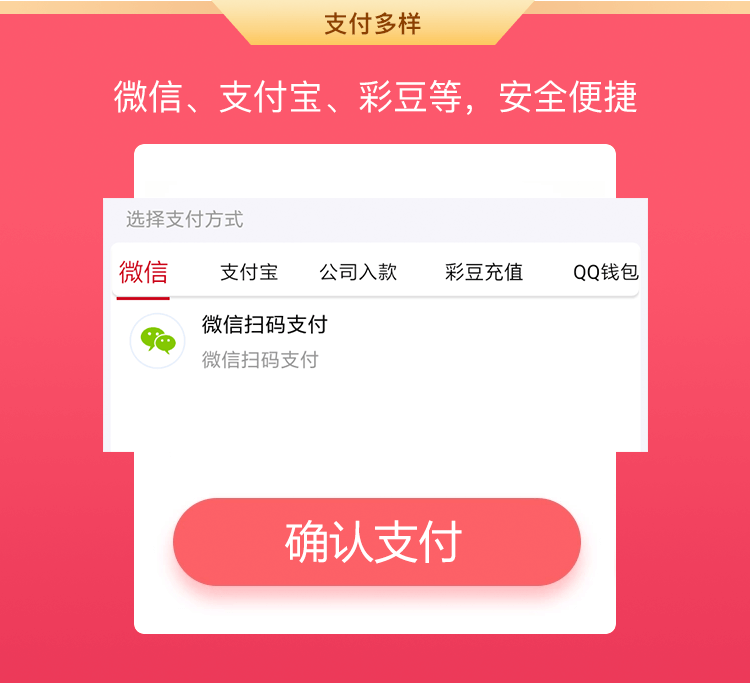 支付多样
微信、支付宝、彩豆等，安全便捷
选择支付方式
微信 支付宝 公司入款 彩豆充值 QQ钱包
微信扫码支付
微信扫码支付
确认支付